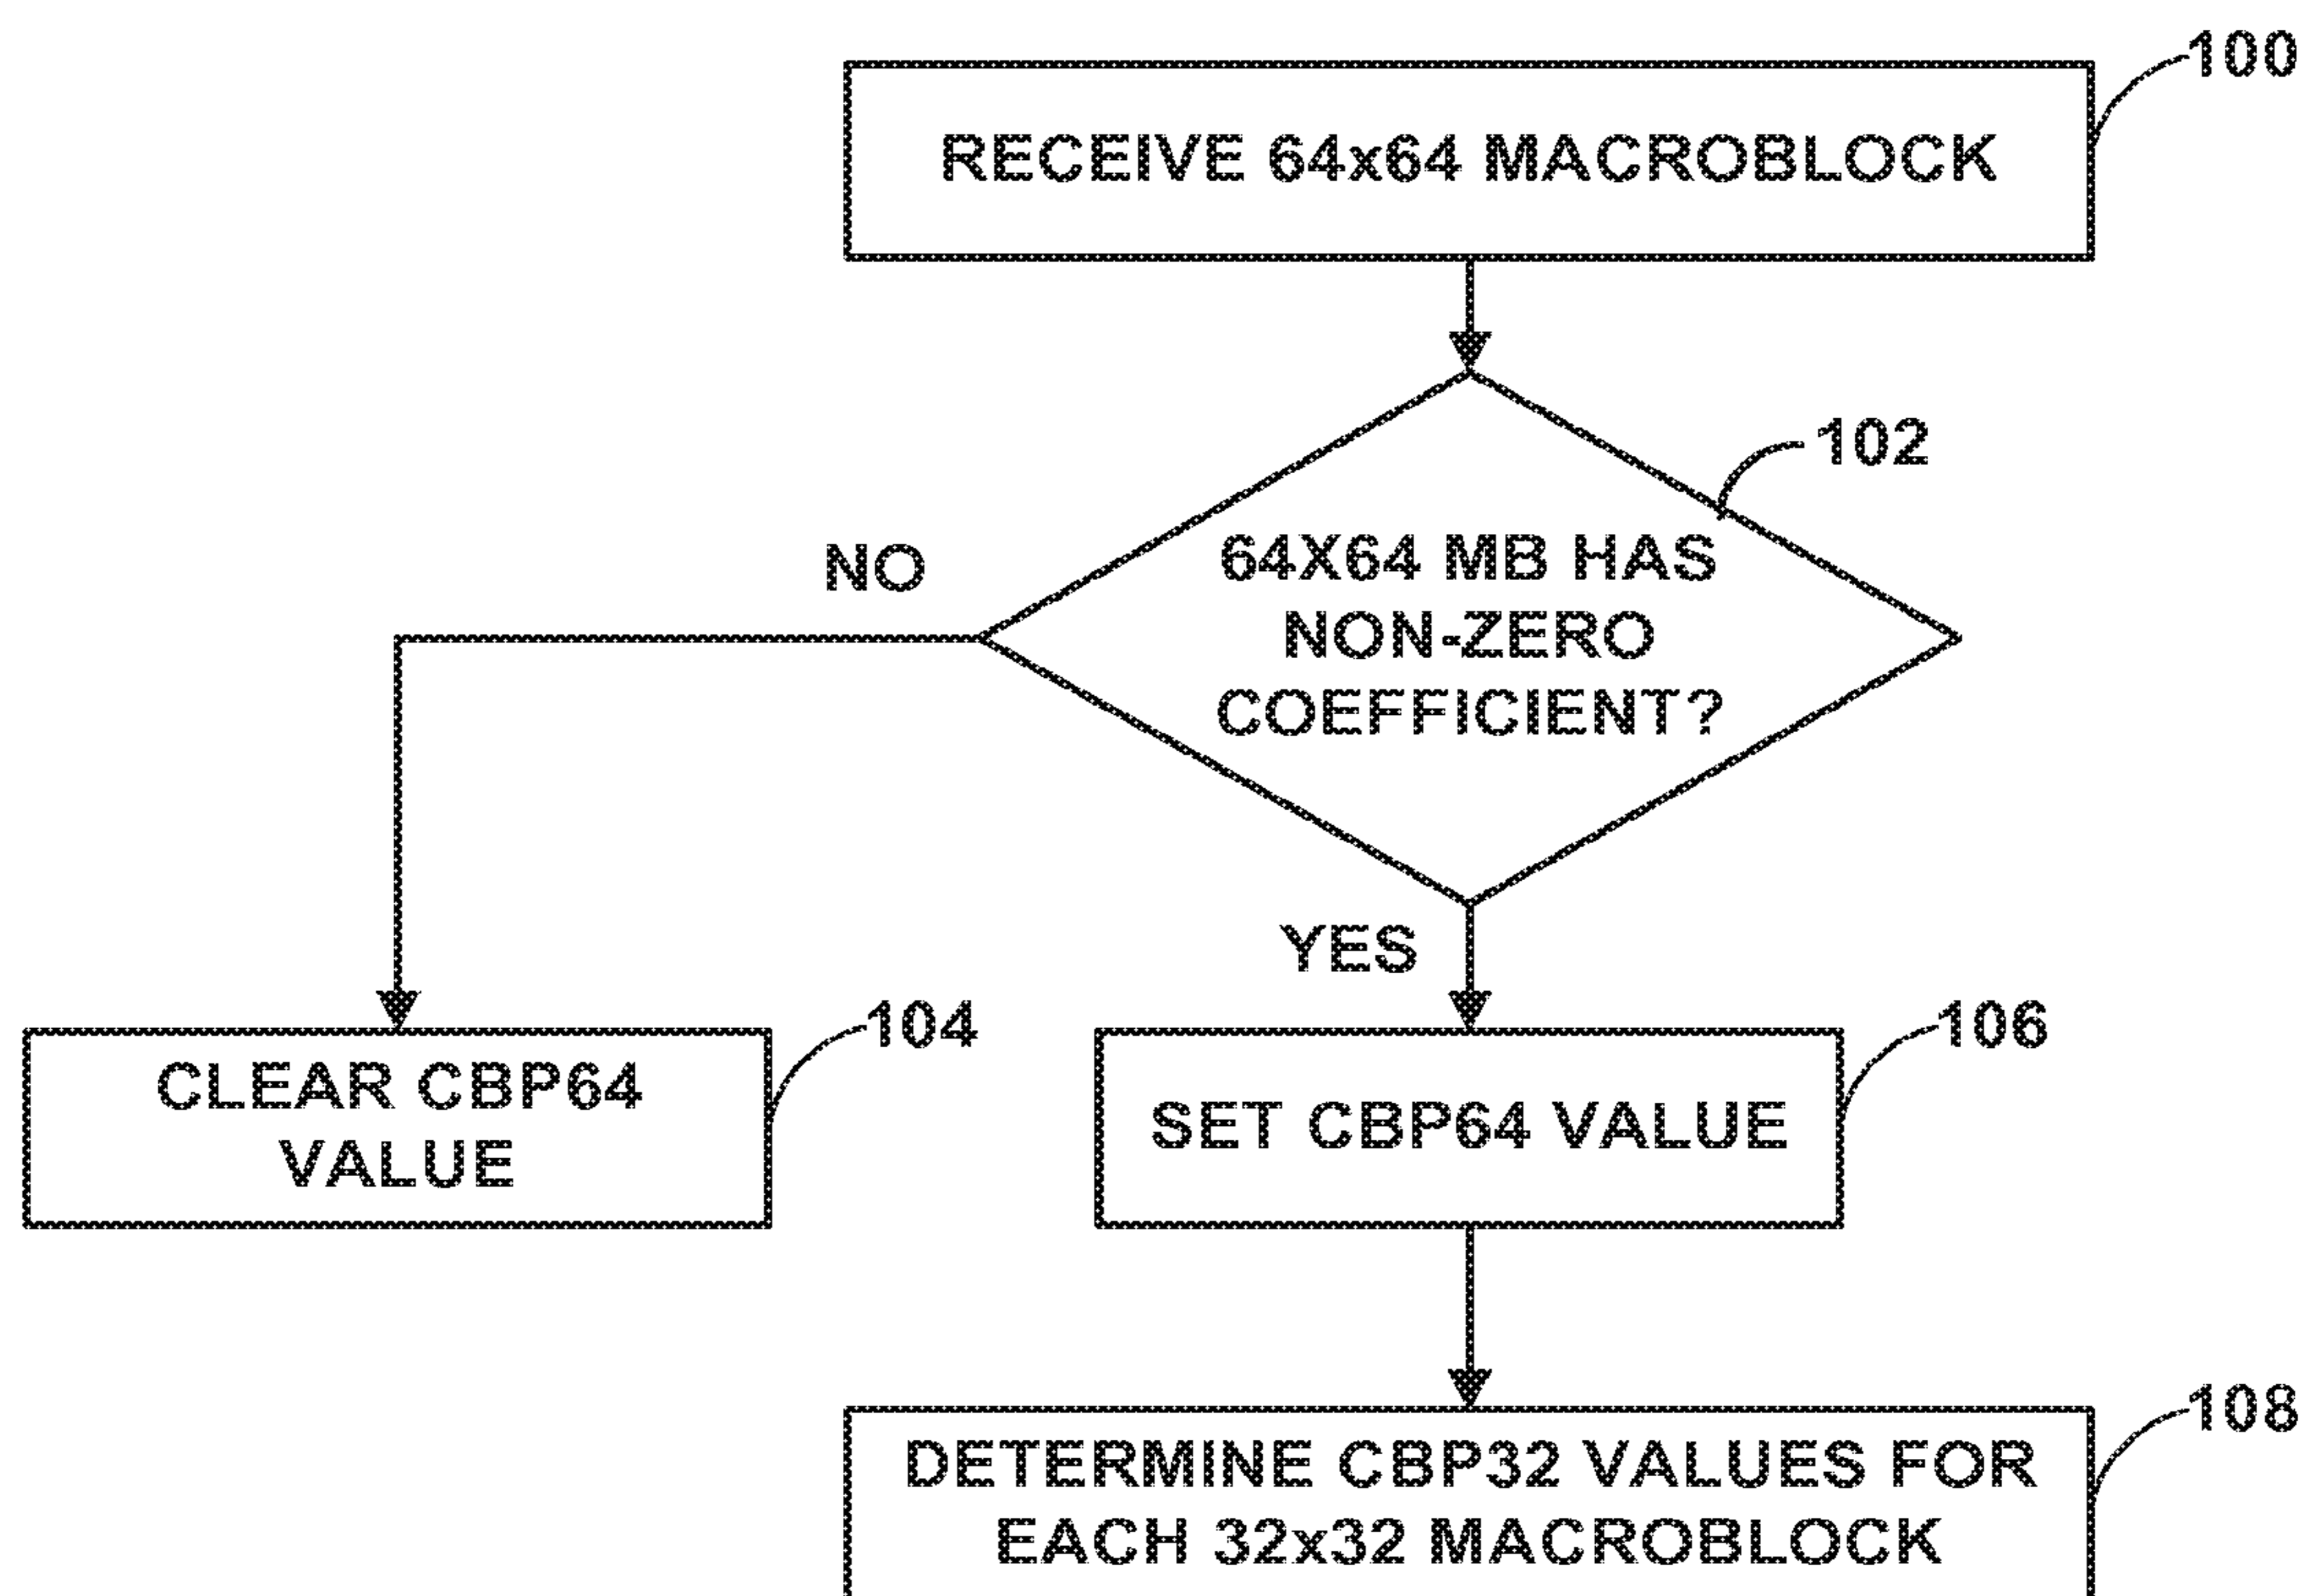 100
RECEIVE 64x64 MACROBLOCK
102
64X64 MB HAS
NON-ZERO
COEFFICIENT?
NO
YES
104
CLEAR CBP64
VALUE
106
SET CBP64 VALUE
108
DETERMINE CBP32 VALUES FOR
EACH 32x32 MACROBLOCK